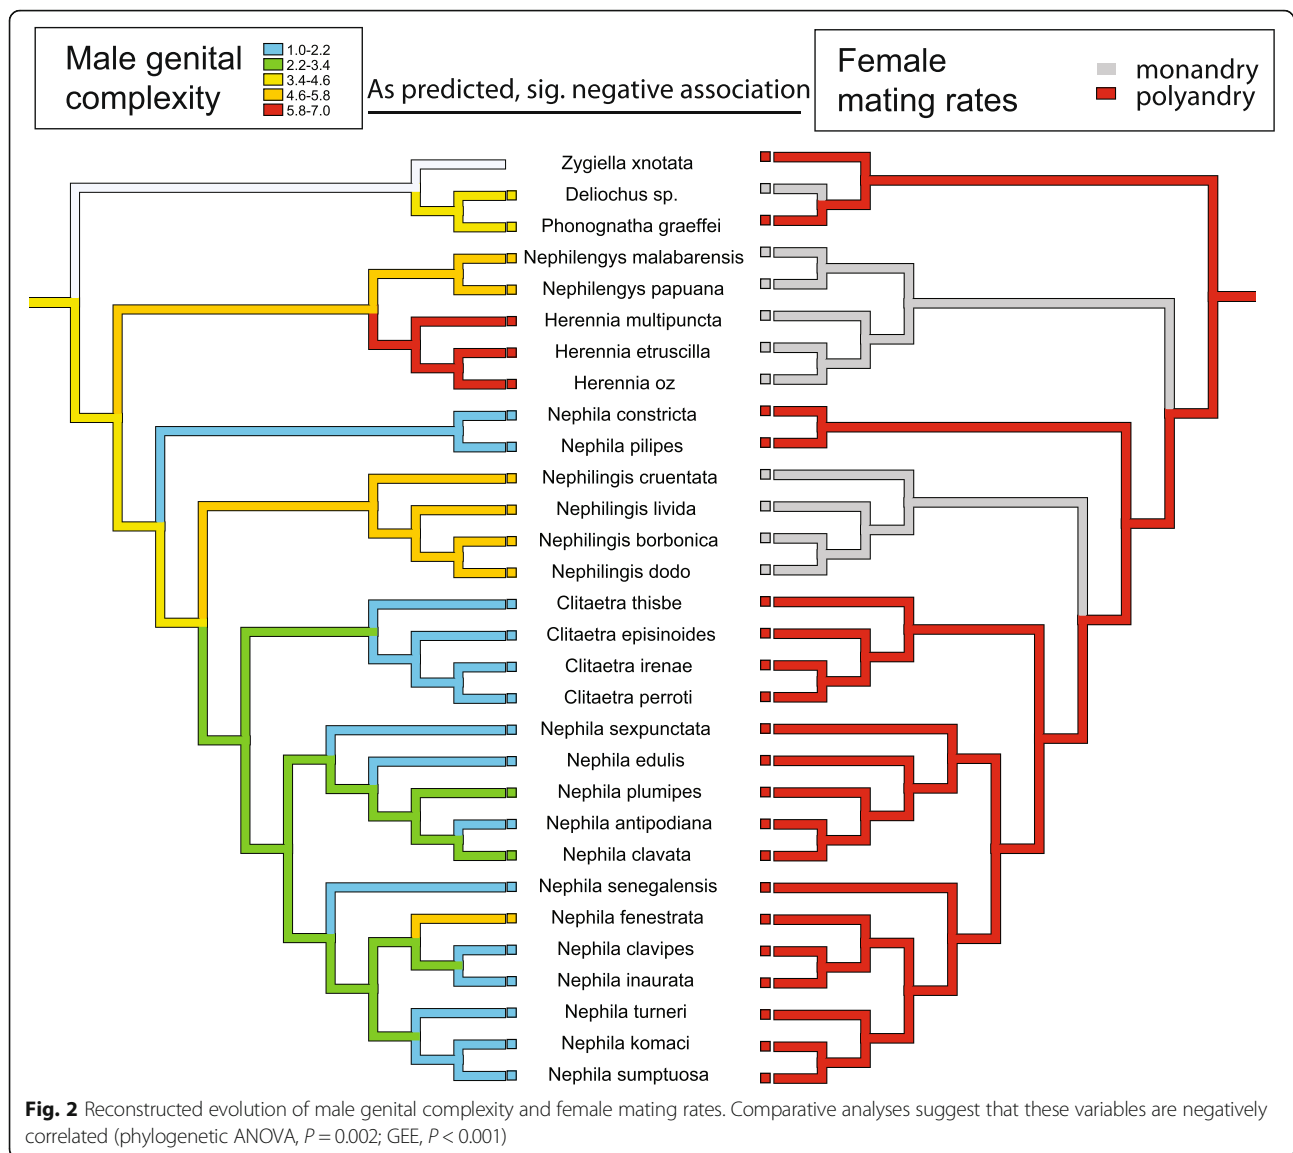 Male genital
complexity
1.0-2.2
2.2-3.4
3.4-4.6
4.6-5.8
5.8-7.0
As predicted, sig. negative association
Female
mating rates
monandry
polyandry
Zygiella xnotata
Deliochus sp.
Phonognatha graeffei
Nephilengys malabarensis
Nephilengys papuana
Herennia multipuncta
Herennia etruscilla
Herennia oz
Nephila constricta
Nephila pilipes
Nephilingis cruentata
Nephilingis livida
Nephilingis borbonica
Nephilingis dodo
Clitaetra thisbe
Clitaetra episinoides
Clitaetra irenae
Clitaetra perroti
Nephila sexpunctata
Nephila edulis
Nephila plumipes
Nephila antipodiana
Nephila clavata
Nephila senegalensis
Nephila fenestrata
Nephila clavipes
Nephila inaurata
Nephila turneri
Nephila komaci
Nephila sumptuosa
Fig. 2 Reconstructed evolution of male genital complexity and female mating rates. Comparative analyses suggest that these variables are negatively
correlated (phylogenetic ANOVA, P = 0.002; GEE, P < 0.001)